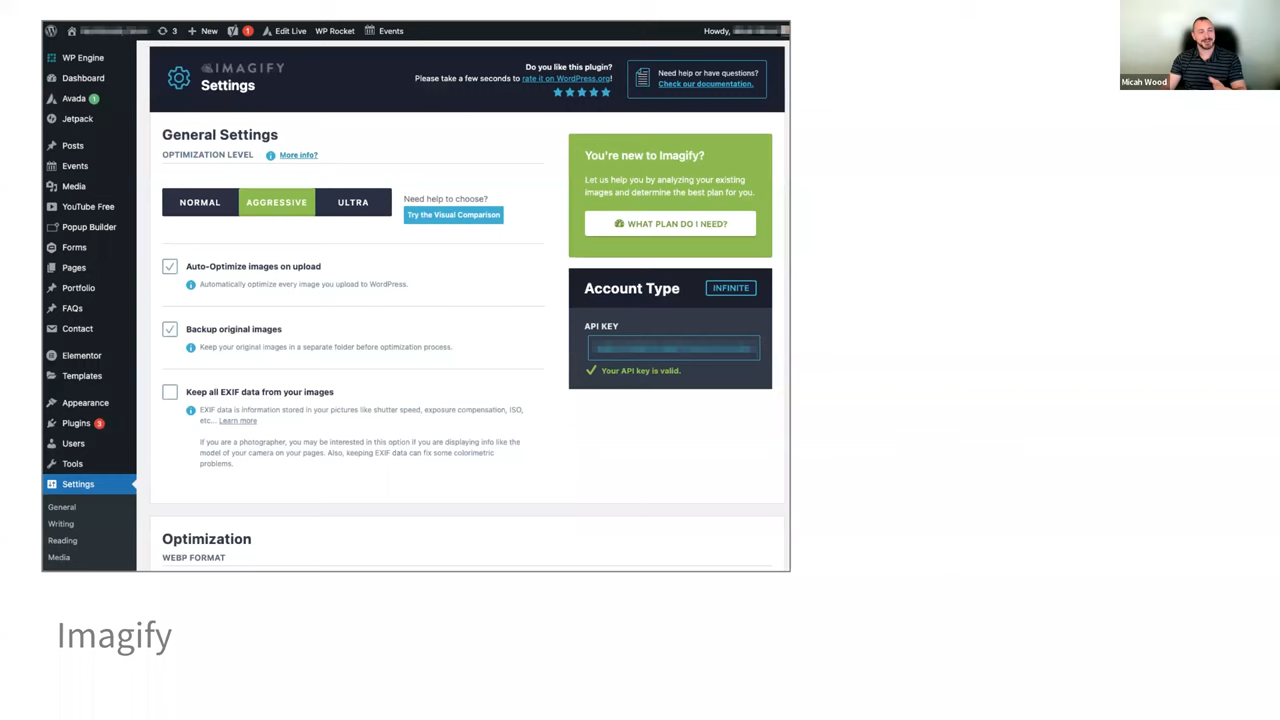 3
New
1
Edit Live
WP Rocket
Events
Howdy,
Micah Wood
WP Engine
Dashboard
Avada 1
Jetpack
Posts
Events
Media
YouTube Free
Popup Builder
Forms
Pages
Portfolio
FAQs
Contact
Elementor
Templates
Appearance
Plugins 3
Users
Tools
Settings
General
Writing
Reading
Media
IMAGIFY
Settings
Do you like this plugin?
Please take a few seconds to rate it on WordPress.org!
Need help or have questions?
Check our documentation.
General Settings
OPTIMIZATION LEVEL More info?
NORMAL AGGRESSIVE ULTRA
Need help to choose?
Try the Visual Comparison
Auto-Optimize images on upload
Automatically optimize every image you upload to WordPress.
Backup original images
Keep your original images in a separate folder before optimization process.
Keep all EXIF data from your images
EXIF data is information stored in your pictures like shutter speed, exposure compensation, ISO,
etc... Learn more
If you are a photographer, you may be interested in this option if you are displaying info like the
model of your camera on your pages. Also, keeping EXIF data can fix some colorimetric
problems.
You're new to Imagify?
Let us help you by analyzing your existing
images and determine the best plan for you.
WHAT PLAN DO I NEED?
Account Type INFINITE
API KEY
Your API key is valid.
Optimization
WEBP FORMAT
Imagify